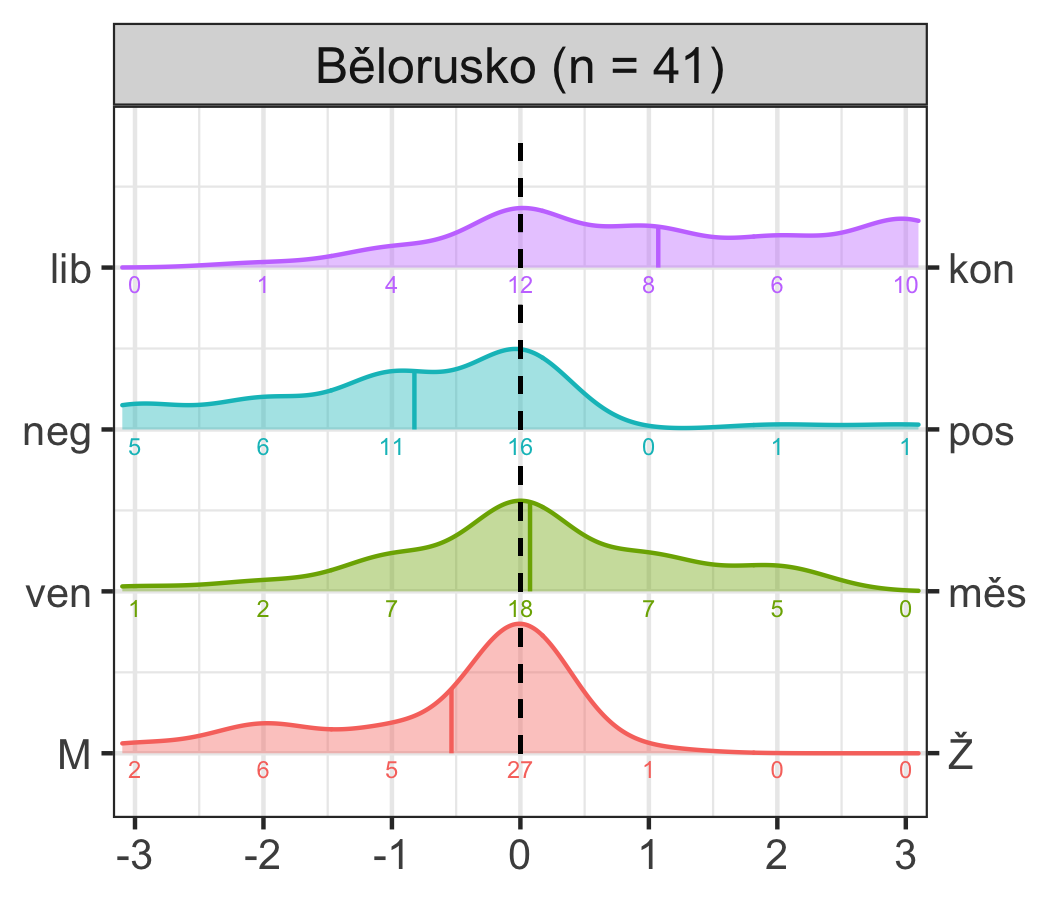 Bělorusko (n = 41)
lib kon
0 1 4 12 8 6 10
neg pos
5 6 11 16 0 1 1
ven měs
1 2 7 18 7 5 0
M Ž
2 6 5 27 1 0 0
-3 -2 -1 0 1 2 3